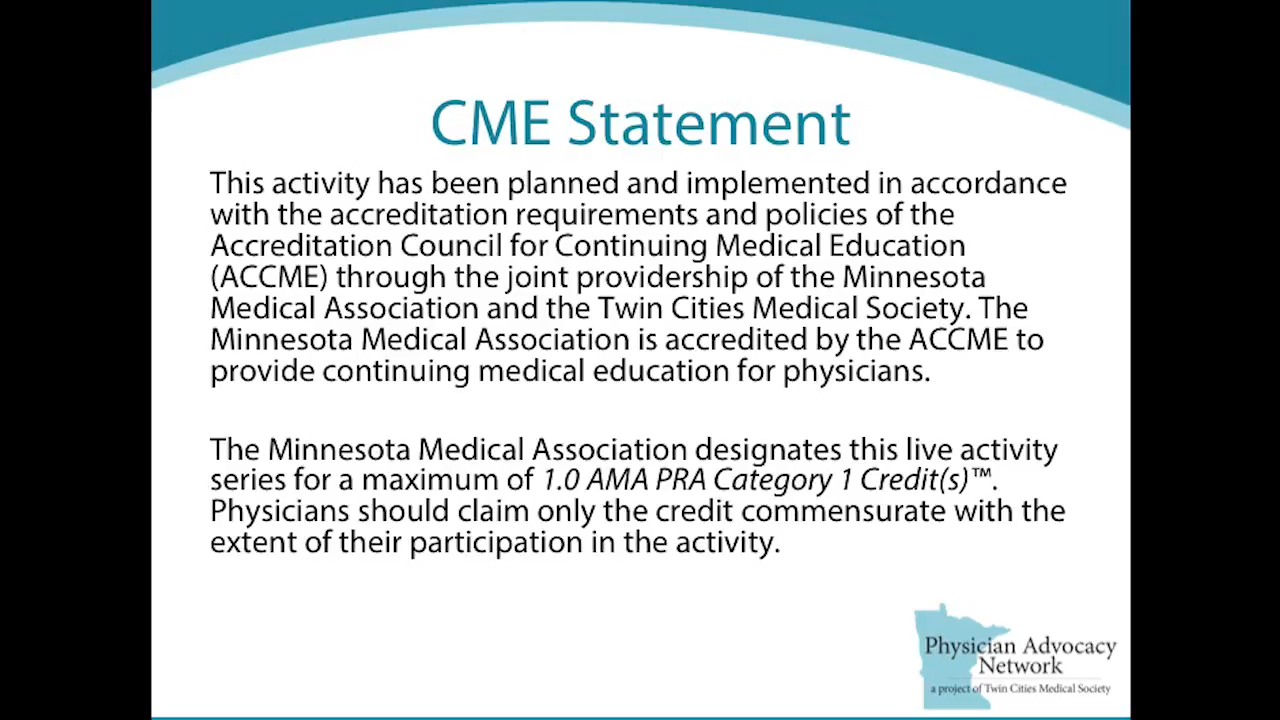 CME Statement
This activity has been planned and implemented in accordance
with the accreditation requirements and policies of the
Accreditation Council for Continuing Medical Education
(ACCME) through the joint providership of the Minnesota
Medical Association and the Twin Cities Medical Society. The
Minnesota Medical Association is accredited by the ACCME to
provide continuing medical education for physicians.
The Minnesota Medical Association designates this live activity
series for a maximum of 1.0 AMA PRA Category 1 Credit(s)™.
Physicians should claim only the credit commensurate with the
extent of their participation in the activity.
Physician Advocacy
Network
a project of Twin Cities Medical Society